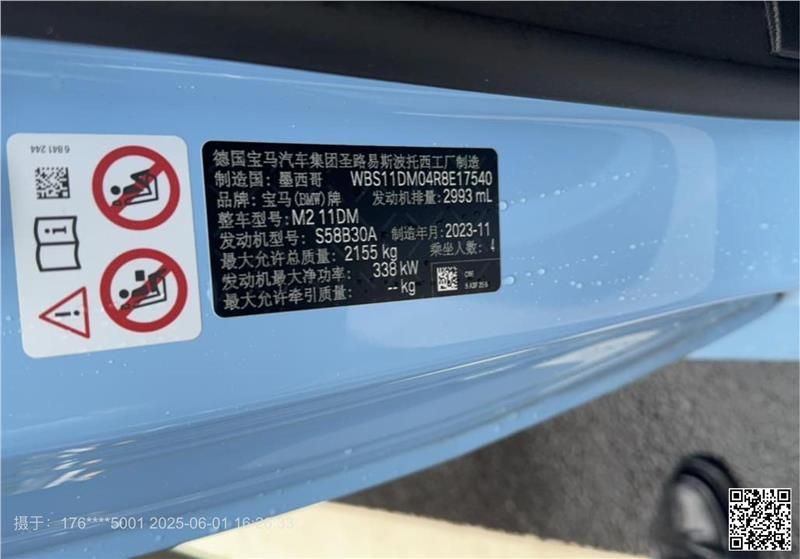 6 841 244
德国宝马汽车集团圣路易斯波托西工厂制造
制造国：墨西哥 WBS11DM04R8E17540
品牌：宝马(BMW)牌 发动机排量：2993 mL
整车型号：M2 11DM
发动机型号：S58B30A 制造年月：2023-11
最大允许总质量：2155 kg 乘坐人数：4
发动机最大净功率：338 kW
最大允许牵引质量：-- kg
摄于：176****5001 2025-06-01 16:26:33